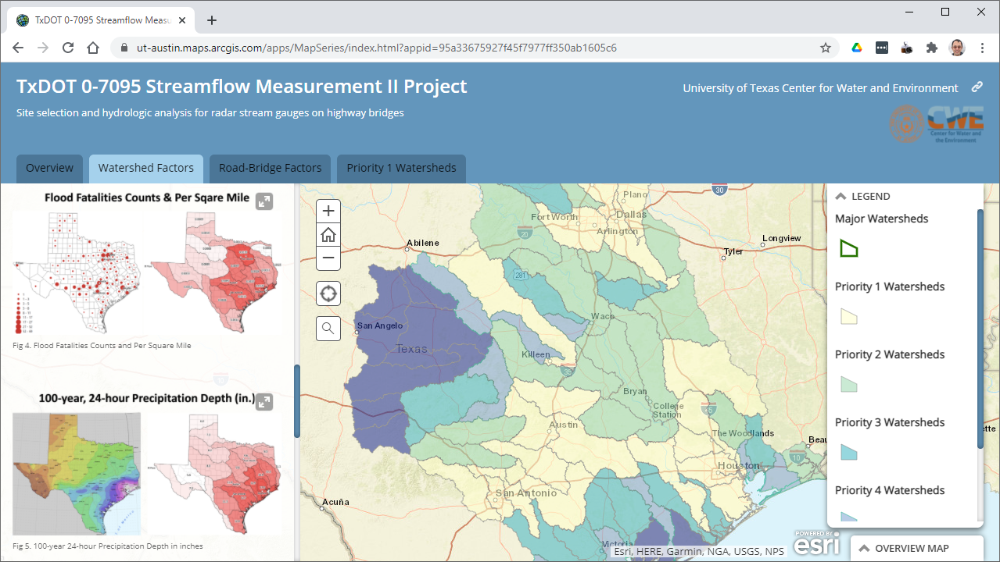 TxDOT 0-7095 Streamflow Measu
ut-austin.maps.arcgis.com/apps/MapSeries/index.html?appid=95a33675927f45f7977ff350ab1605c6
TxDOT 0-7095 Streamflow Measurement II Project
University of Texas Center for Water and Environment
Site selection and hydrologic analysis for radar stream gauges on highway bridges
CWE
Center for Water and
the Environment
Overview
Watershed Factors
Road-Bridge Factors
Priority 1 Watersheds
Flood Fatalities Counts & Per Sqare Mile
Fig 4. Flood Fatalities Counts and Per Square Mile
100-year, 24-hour Precipitation Depth (in.)
Fig 5. 100-year 24-hour Precipitation Depth in inches
Plano
30
Fort Worth
Dallas
20
Arlington
Abilene
Longview
Tyler
281
Waco
San Angelo
Texas
Killeen
35
Bryan
College
Station
45
Austin
The Woodlands
Beau
10
Houston
San Antonio
Acuña
Victoria
ette
LEGEND
Major Watersheds
Priority 1 Watersheds
Priority 2 Watersheds
Priority 3 Watersheds
Priority 4 Watersheds
Esri, HERE, Garmin, NGA, USGS, NPS
POWERED BY
esri
OVERVIEW MAP